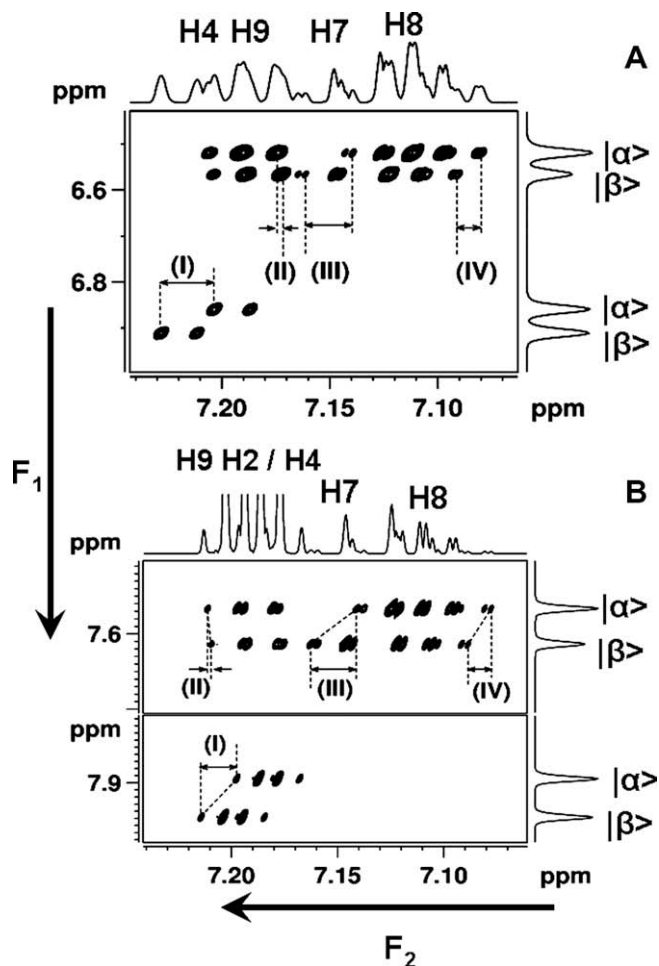 H4 H9 H7 H8
A
ppm
|α>
|β>
6.6
(I) (II) (III) (IV)
6.8
|α>
|β>
7.20 7.15 7.10 ppm
F1
H9 H2 / H4 H7 H8
B
ppm
|α>
7.6
|β>
(II) (III) (IV)
ppm
(I)
7.9
|α>
|β>
7.20 7.15 7.10 ppm
F2